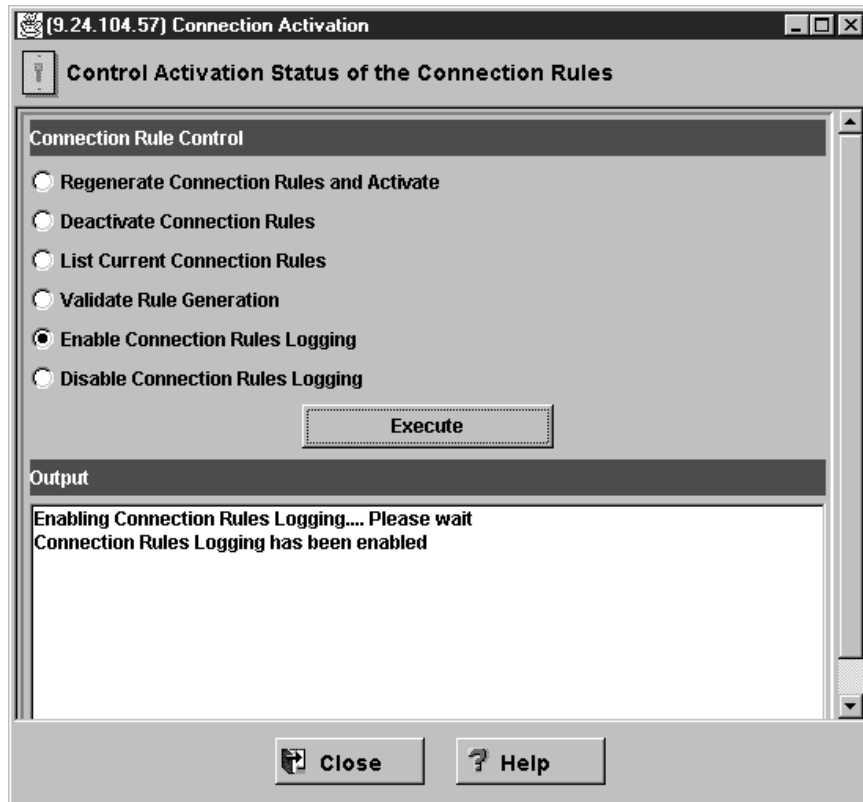 (9.24.104.57) Connection Activation
Control Activation Status of the Connection Rules
Connection Rule Control
Regenerate Connection Rules and Activate
Deactivate Connection Rules
List Current Connection Rules
Validate Rule Generation
Enable Connection Rules Logging
Disable Connection Rules Logging
Execute
Output
Enabling Connection Rules Logging.... Please wait
Connection Rules Logging has been enabled
Close
? Help